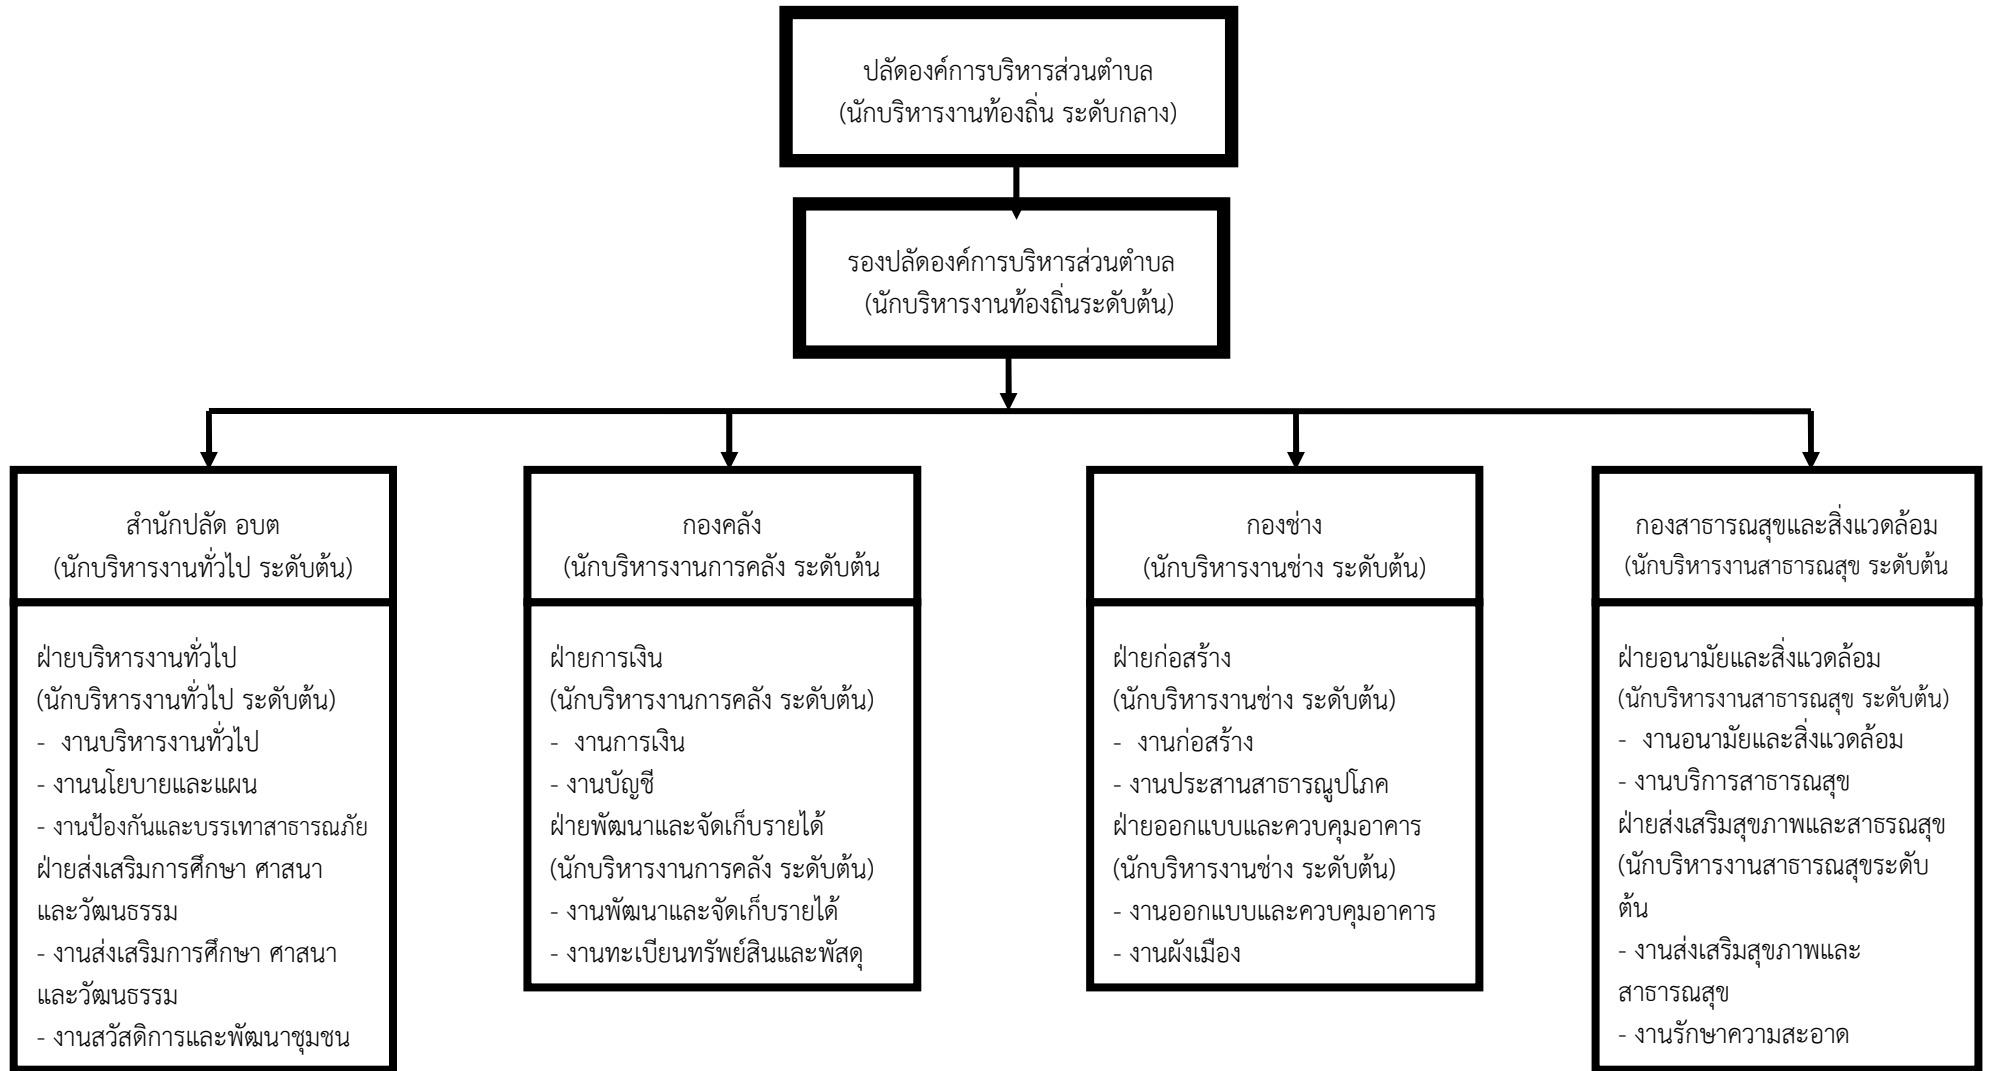 ปลัดองค์การบริหารส่วนตำบล
(นักบริหารงานท้องถิ่น ระดับกลาง)
รองปลัดองค์การบริหารส่วนตำบล
(นักบริหารงานท้องถิ่นระดับต้น)
สำนักปลัด อบต
(นักบริหารงานทั่วไป ระดับต้น)
ฝ่ายบริหารงานทั่วไป
(นักบริหารงานทั่วไป ระดับต้น)
- งานบริหารงานทั่วไป
- งานนโยบายและแผน
- งานป้องกันและบรรเทาสาธารณภัย
ฝ่ายส่งเสริมการศึกษา ศาสนา
และวัฒนธรรม
- งานส่งเสริมการศึกษา ศาสนา
และวัฒนธรรม
- งานสวัสดิการและพัฒนาชุมชน
กองคลัง
(นักบริหารงานการคลัง ระดับต้น
ฝ่ายการเงิน
(นักบริหารงานการคลัง ระดับต้น)
- งานการเงิน
- งานบัญชี
ฝ่ายพัฒนาและจัดเก็บรายได้
(นักบริหารงานการคลัง ระดับต้น)
- งานพัฒนาและจัดเก็บรายได้
- งานทะเบียนทรัพย์สินและพัสดุ
กองช่าง
(นักบริหารงานช่าง ระดับต้น)
ฝ่ายก่อสร้าง
(นักบริหารงานช่าง ระดับต้น)
- งานก่อสร้าง
- งานประสานสาธารณูปโภค
ฝ่ายออกแบบและควบคุมอาคาร
(นักบริหารงานช่าง ระดับต้น)
- งานออกแบบและควบคุมอาคาร
- งานผังเมือง
กองสาธารณสุขและสิ่งแวดล้อม
(นักบริหารงานสาธารณสุข ระดับต้น
ฝ่ายอนามัยและสิ่งแวดล้อม
(นักบริหารงานสาธารณสุข ระดับต้น)
- งานอนามัยและสิ่งแวดล้อม
- งานบริการสาธารณสุข
ฝ่ายส่งเสริมสุขภาพและสาธรณสุข
(นักบริหารงานสาธารณสุขระดับ
ต้น
- งานส่งเสริมสุขภาพและ
สาธารณสุข
- งานรักษาความสะอาด